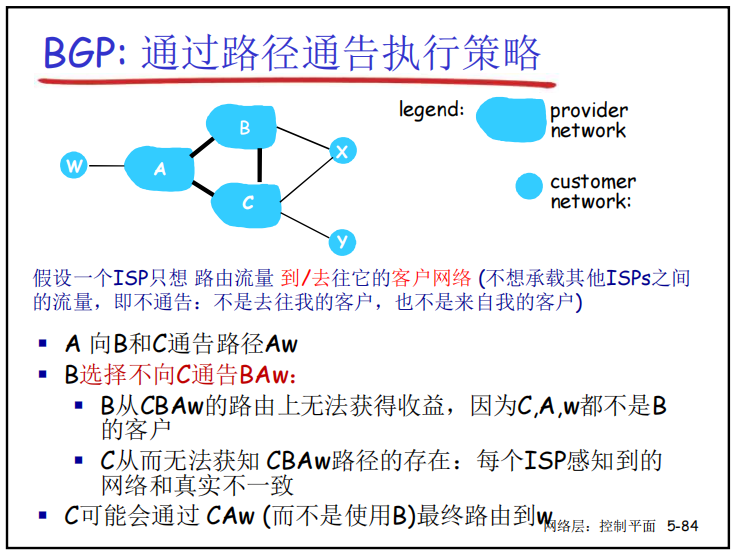 BGP: 通过路径通告执行策略
legend:
provider
network
customer
network:
W
A
B
C
X
Y
假设一个ISP只想 路由流量 到/去往它的客户网络 (不想承载其他ISPs之间
的流量，即不通告：不是去往我的客户，也不是来自我的客户)
▪ A 向B和C通告路径Aw
▪ B选择不向C通告BAw：
▪ B从CBAw的路由上无法获得收益，因为C,A,w都不是B
的客户
▪ C从而无法获知 CBAw路径的存在：每个ISP感知到的
网络和真实不一致
▪ C可能会通过 CAw (而不是使用B)最终路由到w
网络层：控制平面 5-84